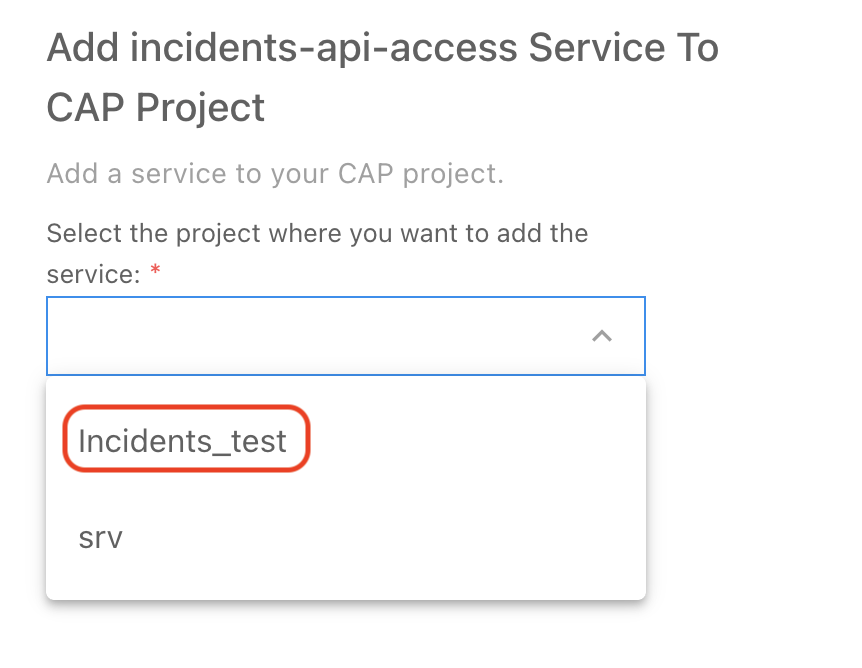 Add incidents-api-access Service To
CAP Project
Add a service to your CAP project.
Select the project where you want to add the
service: *
Incidents_test
srv